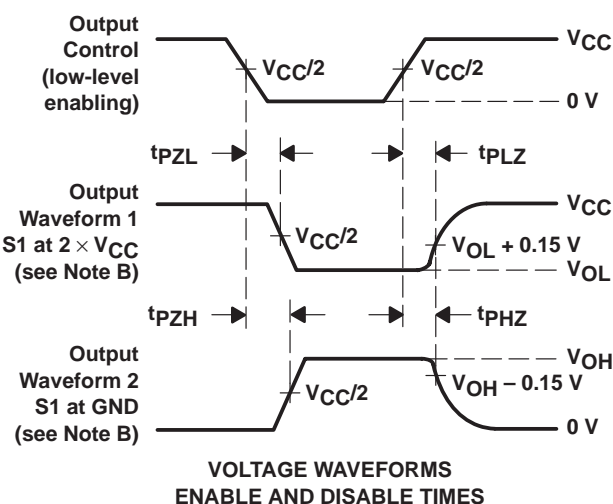 Output
Control
(low-level
enabling)
VCC/2
VCC/2
VCC
0 V
tPZL
tPLZ
Output
Waveform 1
S1 at 2 × VCC
(see Note B)
VCC/2
VCC
VOL + 0.15 V
VOL
tPZH
tPHZ
Output
Waveform 2
S1 at GND
(see Note B)
VCC/2
VOH
VOH – 0.15 V
0 V
VOLTAGE WAVEFORMS
ENABLE AND DISABLE TIMES